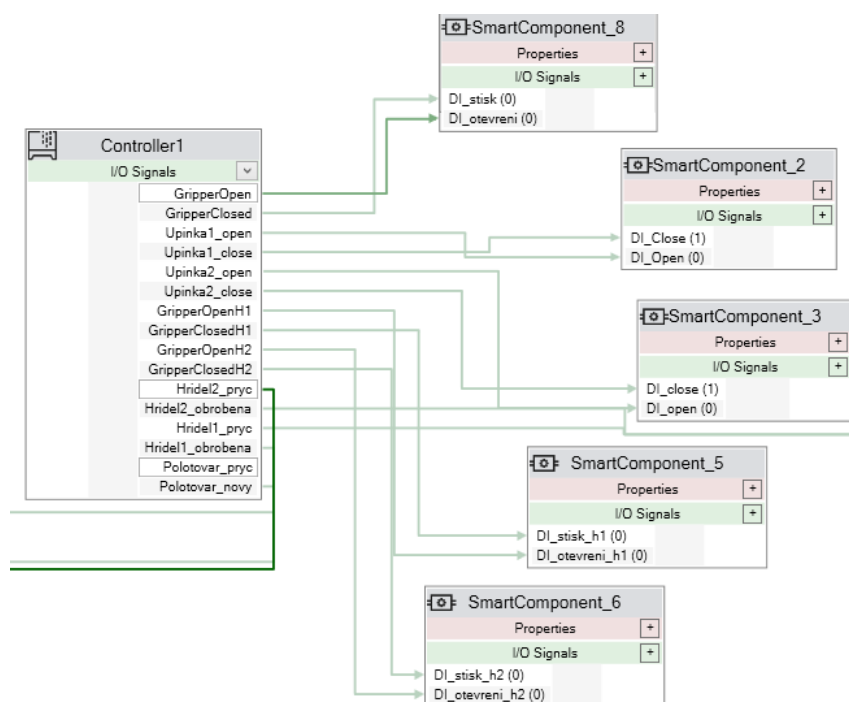 SmartComponent_8
Properties +
I/O Signals +
DI_stisk (0)
DI_otevreni (0)
Controller1
I/O Signals
GripperOpen
GripperClosed
Upinka1_open
Upinka1_close
Upinka2_open
Upinka2_close
GripperOpenH1
GripperClosedH1
GripperOpenH2
GripperClosedH2
Hridel2_pryc
Hridel2_obrobena
Hridel1_pryc
Hridel1_obrobena
Polotovar_pryc
Polotovar_novy
SmartComponent_2
Properties +
I/O Signals +
DI_Close (1)
DI_Open (0)
SmartComponent_3
Properties +
I/O Signals +
DI_close (1)
DI_open (0)
SmartComponent_5
Properties +
I/O Signals +
DI_stisk_h1 (0)
DI_otevreni_h1 (0)
SmartComponent_6
Properties +
I/O Signals +
DI_stisk_h2 (0)
DI_otevreni_h2 (0)